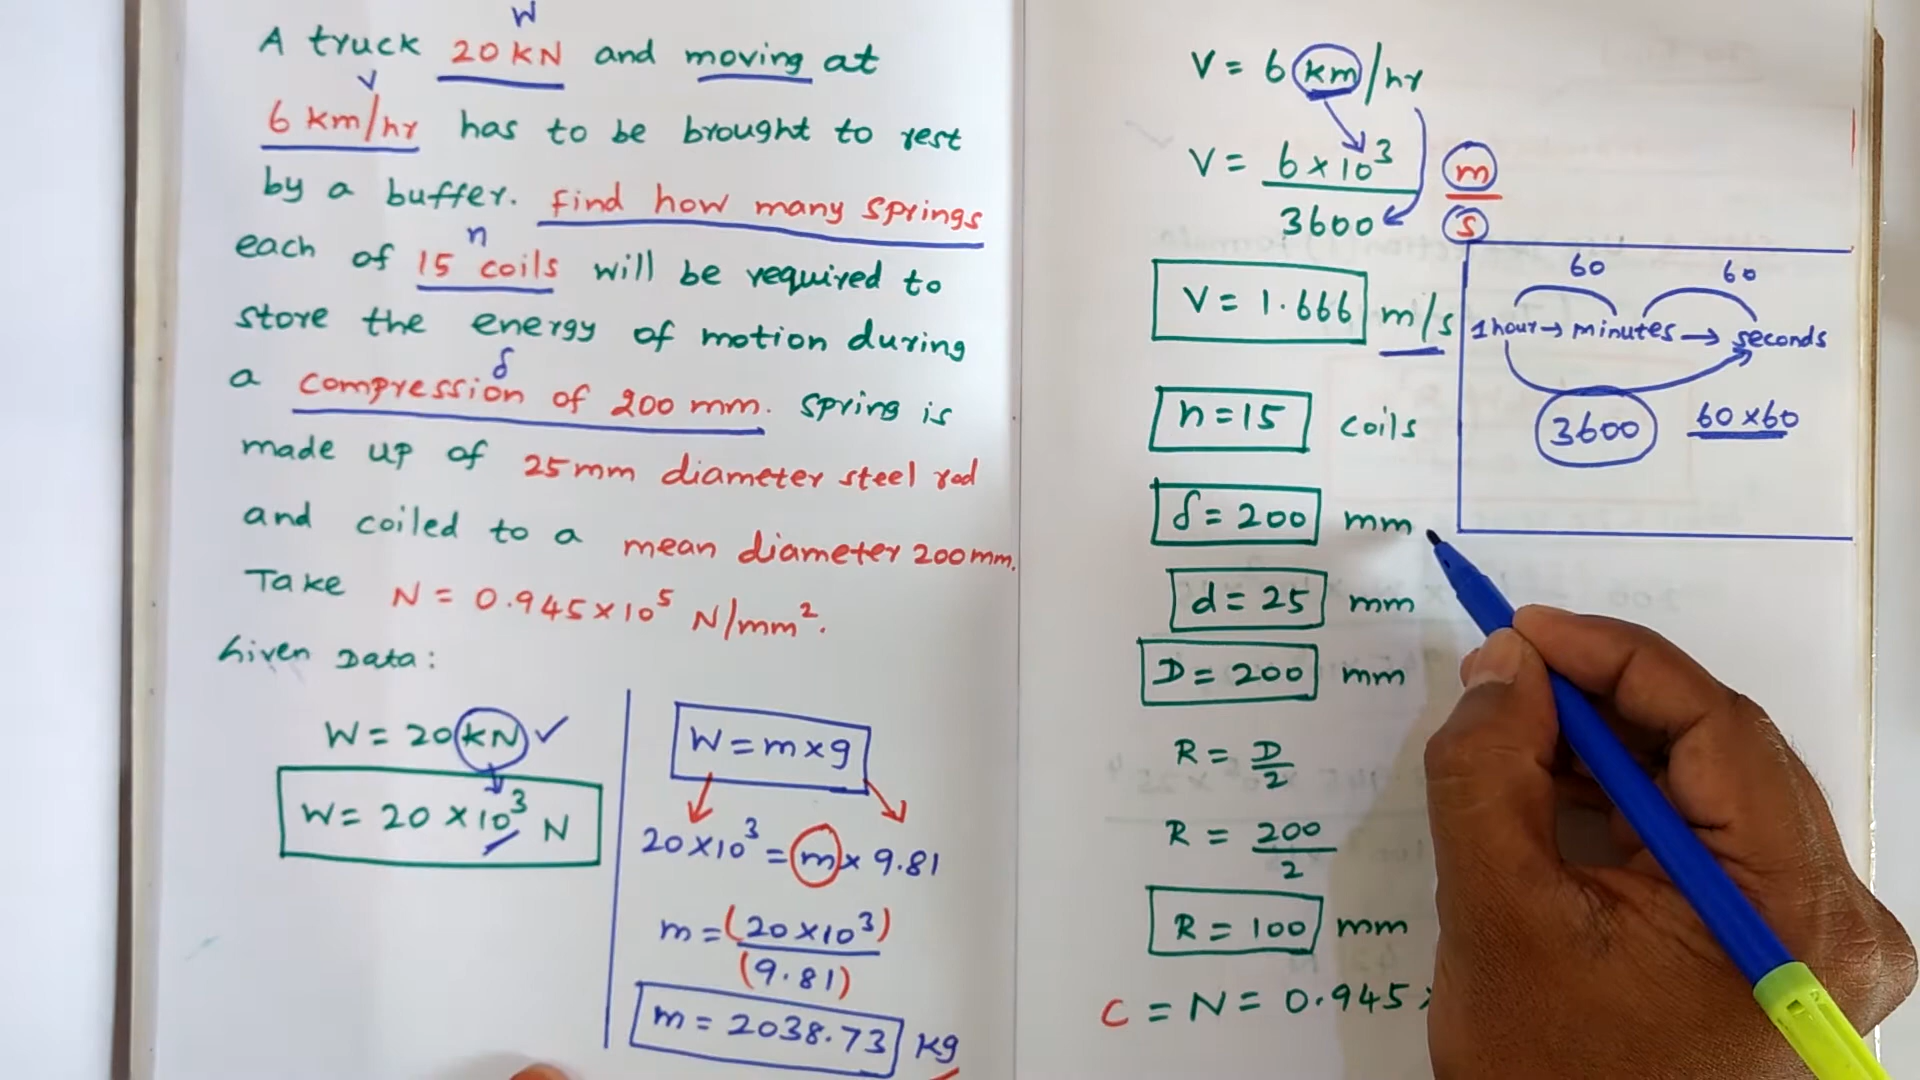 W
A truck 20 kN and moving at
V
6 km/hr has to be brought to rest
by a buffer. find how many springs
n
each of 15 coils will be required to
store the energy of motion during
δ
a compression of 200 mm. spring is
made up of 25mm diameter steel rod
and coiled to a mean diameter 200mm.
Take N = 0.945×10⁵ N/mm².
Given Data:
W = 20 kN ✓
W = 20 ×10³ N
W = m×g
20×10³ = m × 9.81
m = (20×10³)
(9.81)
m = 2038.73 kg
V = 6 km/hr
V = 6×10³ m
3600 s
V = 1.666 m/s
60 60
1hour → minutes → seconds
3600 60×60
n = 15 coils
δ = 200 mm
d = 25 mm
D = 200 mm
R = D
2
R = 200
2
R = 100 mm
C = N = 0.945